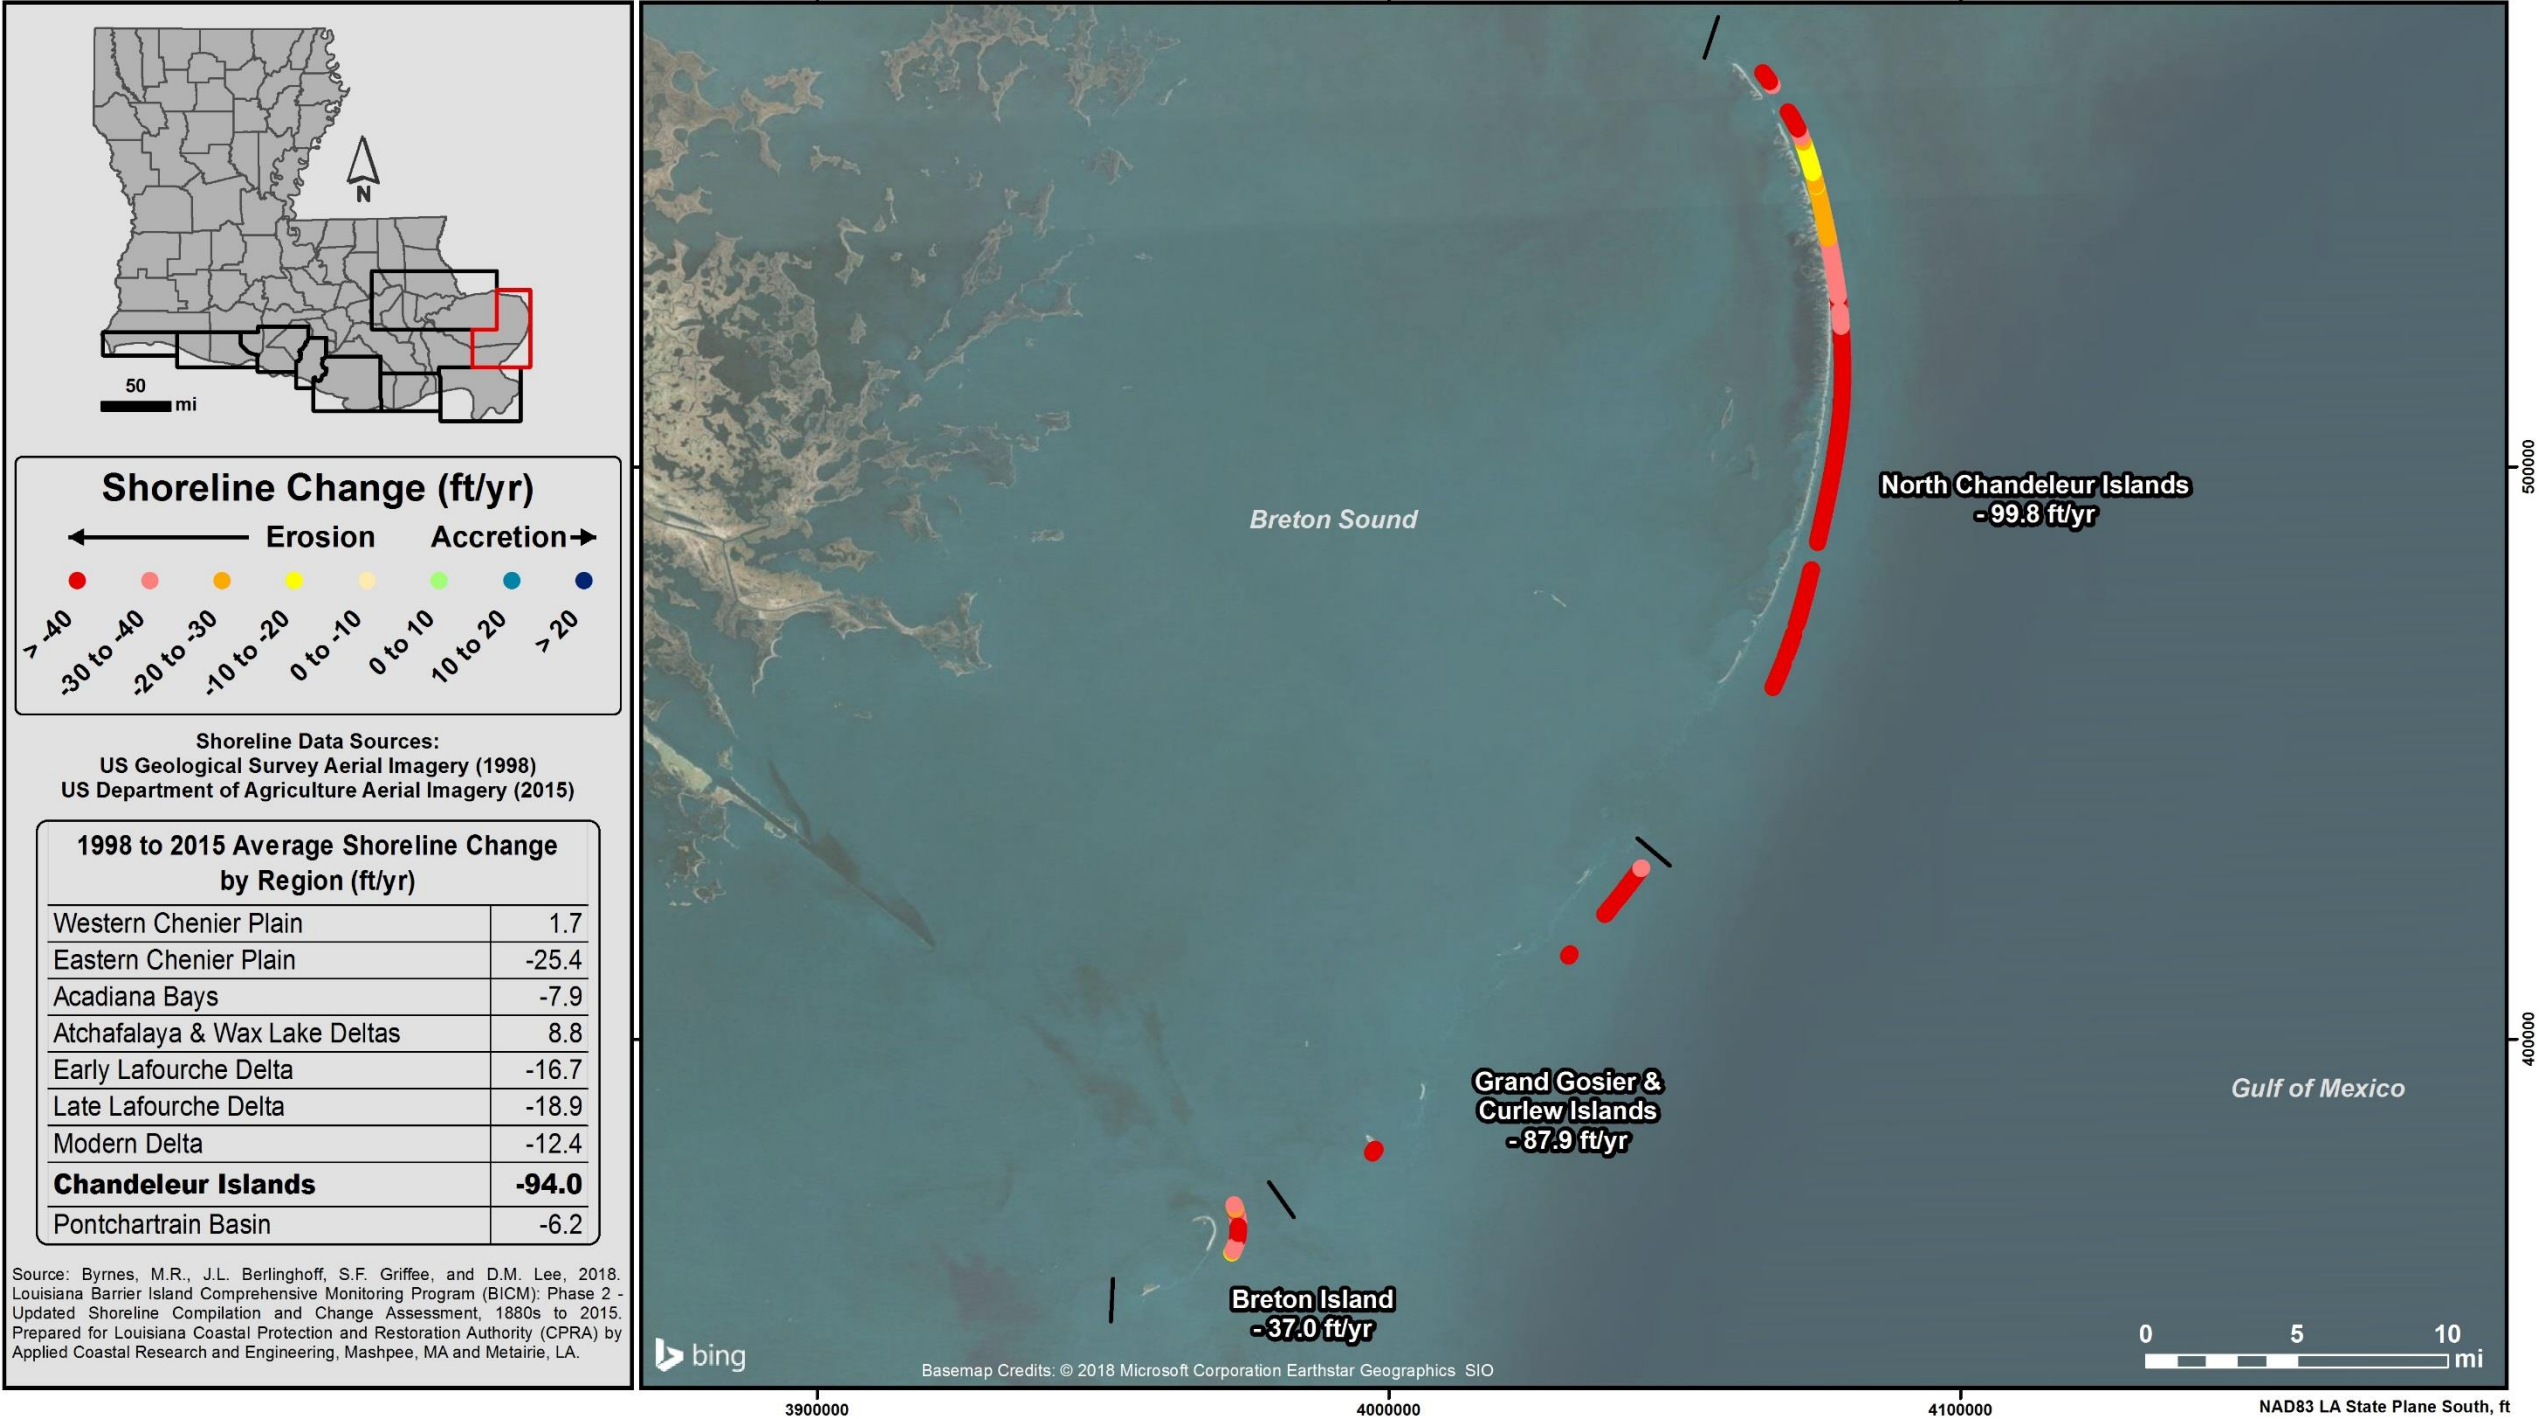 N
50
mi
Shoreline Change (ft/yr)
Erosion Accretion
> -40
-30 to -40
-20 to -30
-10 to -20
0 to -10
0 to 10
10 to 20
> 20
Shoreline Data Sources:
US Geological Survey Aerial Imagery (1998)
US Department of Agriculture Aerial Imagery (2015)
1998 to 2015 Average Shoreline Change
by Region (ft/yr)
Western Chenier Plain 1.7
Eastern Chenier Plain -25.4
Acadiana Bays -7.9
Atchafalaya & Wax Lake Deltas 8.8
Early Lafourche Delta -16.7
Late Lafourche Delta -18.9
Modern Delta -12.4
Chandeleur Islands -94.0
Pontchartrain Basin -6.2
Source: Byrnes, M.R., J.L. Berlinghoff, S.F. Griffee, and D.M. Lee, 2018.
Louisiana Barrier Island Comprehensive Monitoring Program (BICM): Phase 2 -
Updated Shoreline Compilation and Change Assessment, 1880s to 2015.
Prepared for Louisiana Coastal Protection and Restoration Authority (CPRA) by
Applied Coastal Research and Engineering, Mashpee, MA and Metairie, LA.
North Chandeleur Islands
- 99.8 ft/yr
Breton Sound
Grand Gosier &
Curlew Islands
- 87.9 ft/yr
Gulf of Mexico
Breton Island
- 37.0 ft/yr
0 5 10
mi
bing
Basemap Credits: © 2018 Microsoft Corporation Earthstar Geographics SIO
500000
400000
3900000
4000000
4100000
NAD83 LA State Plane South, ft